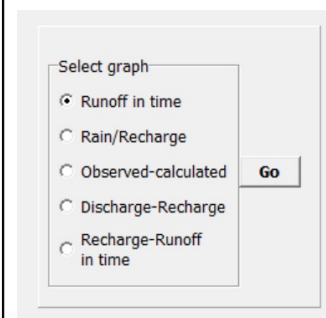 Select graph
Runoff in time
Rain/Recharge
Observed-calculated
Go
Discharge-Recharge
Recharge-Runoff
in time